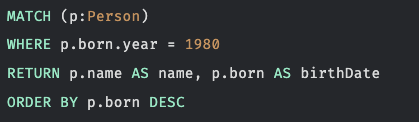 MATCH (p:Person)
WHERE p.born.year = 1980
RETURN p.name AS name, p.born AS birthDate
ORDER BY p.born DESC